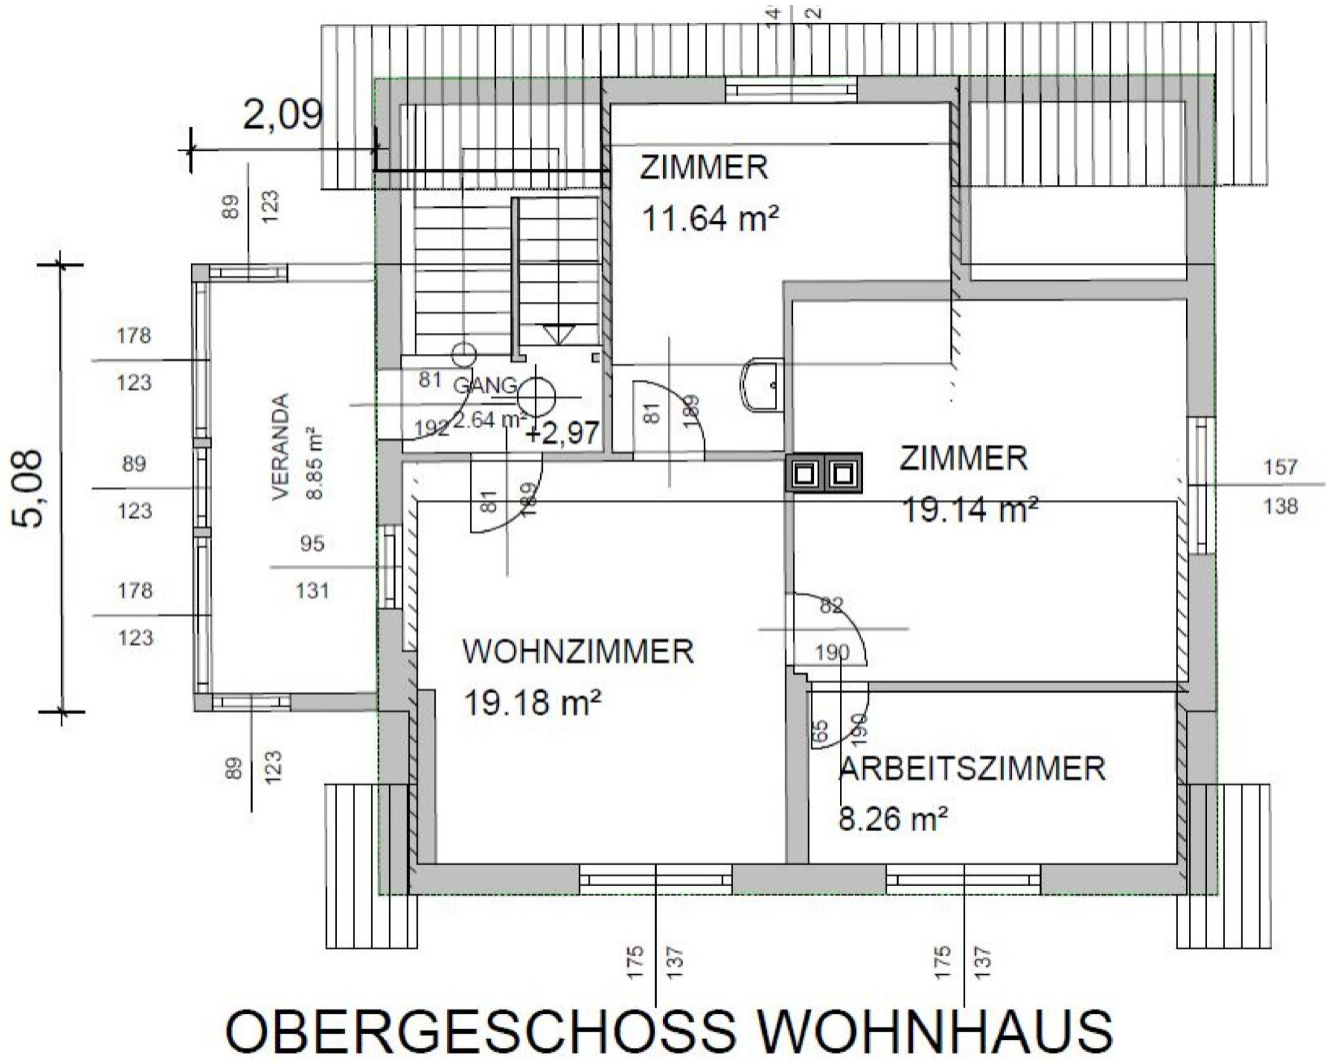 14
12
2,09
89
123
ZIMMER
11.64 m²
178
123
81
192
GANG
2.64 m²
+2,97
81
189
VERANDA
8.85 m²
5,08
89
123
81
189
ZIMMER
19.14 m²
157
138
95
131
178
123
82
190
WOHNZIMMER
19.18 m²
65
190
ARBEITSZIMMER
8.26 m²
89
123
175
137
175
137
OBERGESCHOSS WOHNHAUS